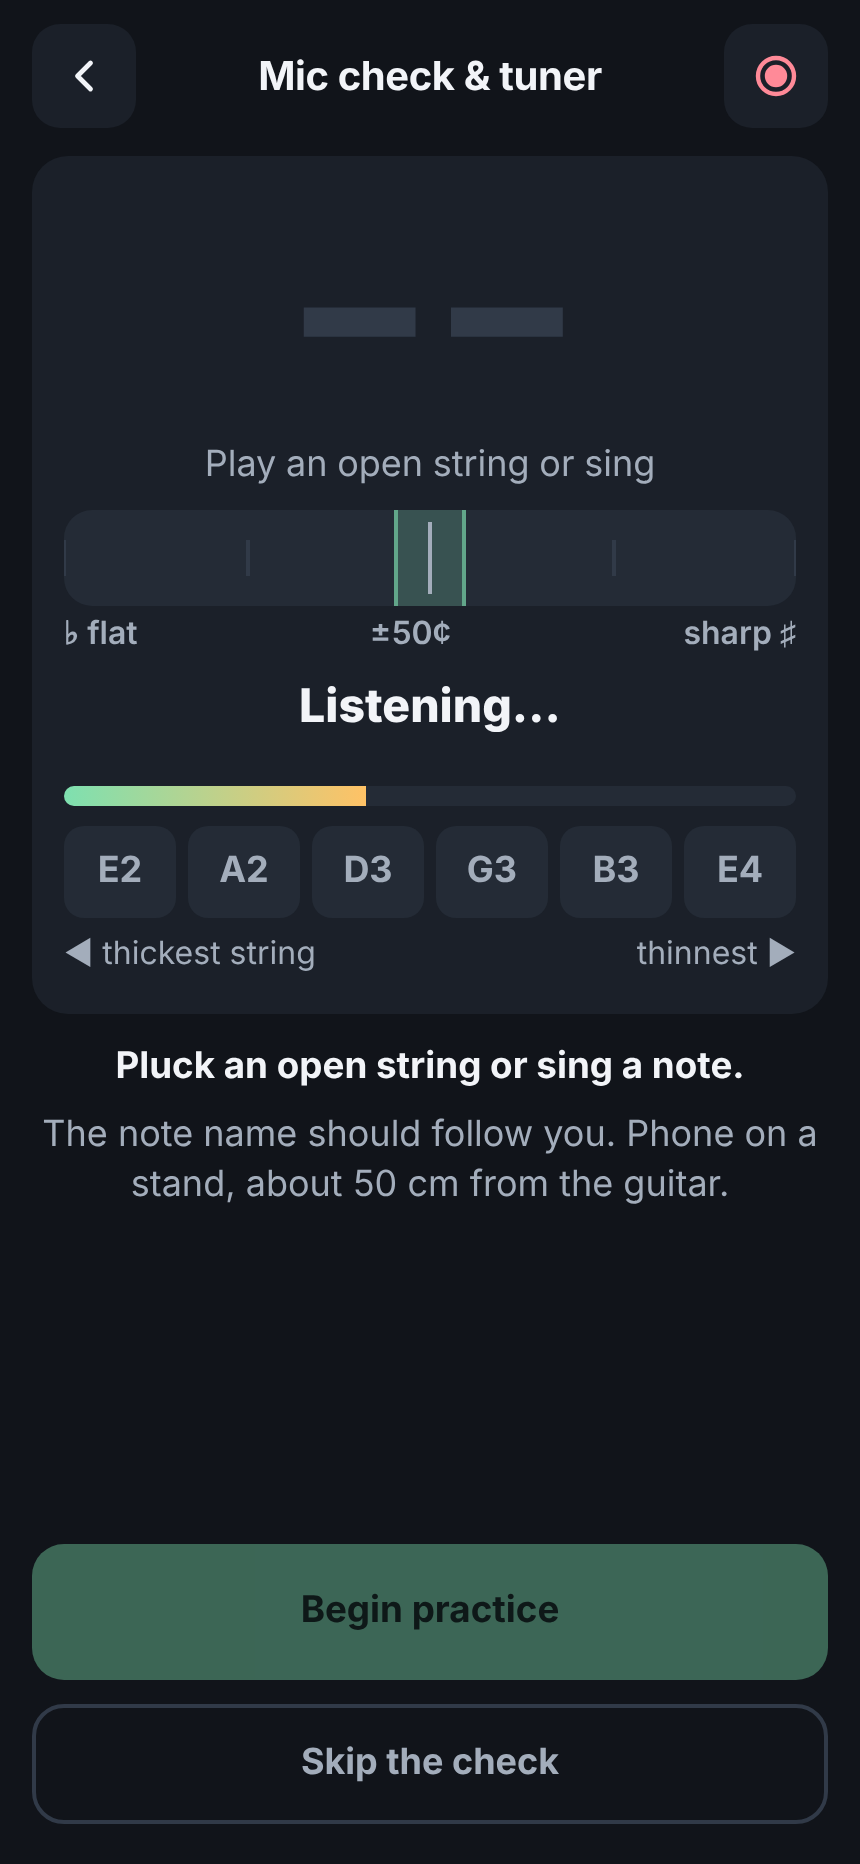 Mic check & tuner
Play an open string or sing
♭ flat ±50¢ sharp ♯
Listening...
E2 A2 D3 G3 B3 E4
◀ thickest string thinnest ▶
Pluck an open string or sing a note.
The note name should follow you. Phone on a
stand, about 50 cm from the guitar.
Begin practice
Skip the check